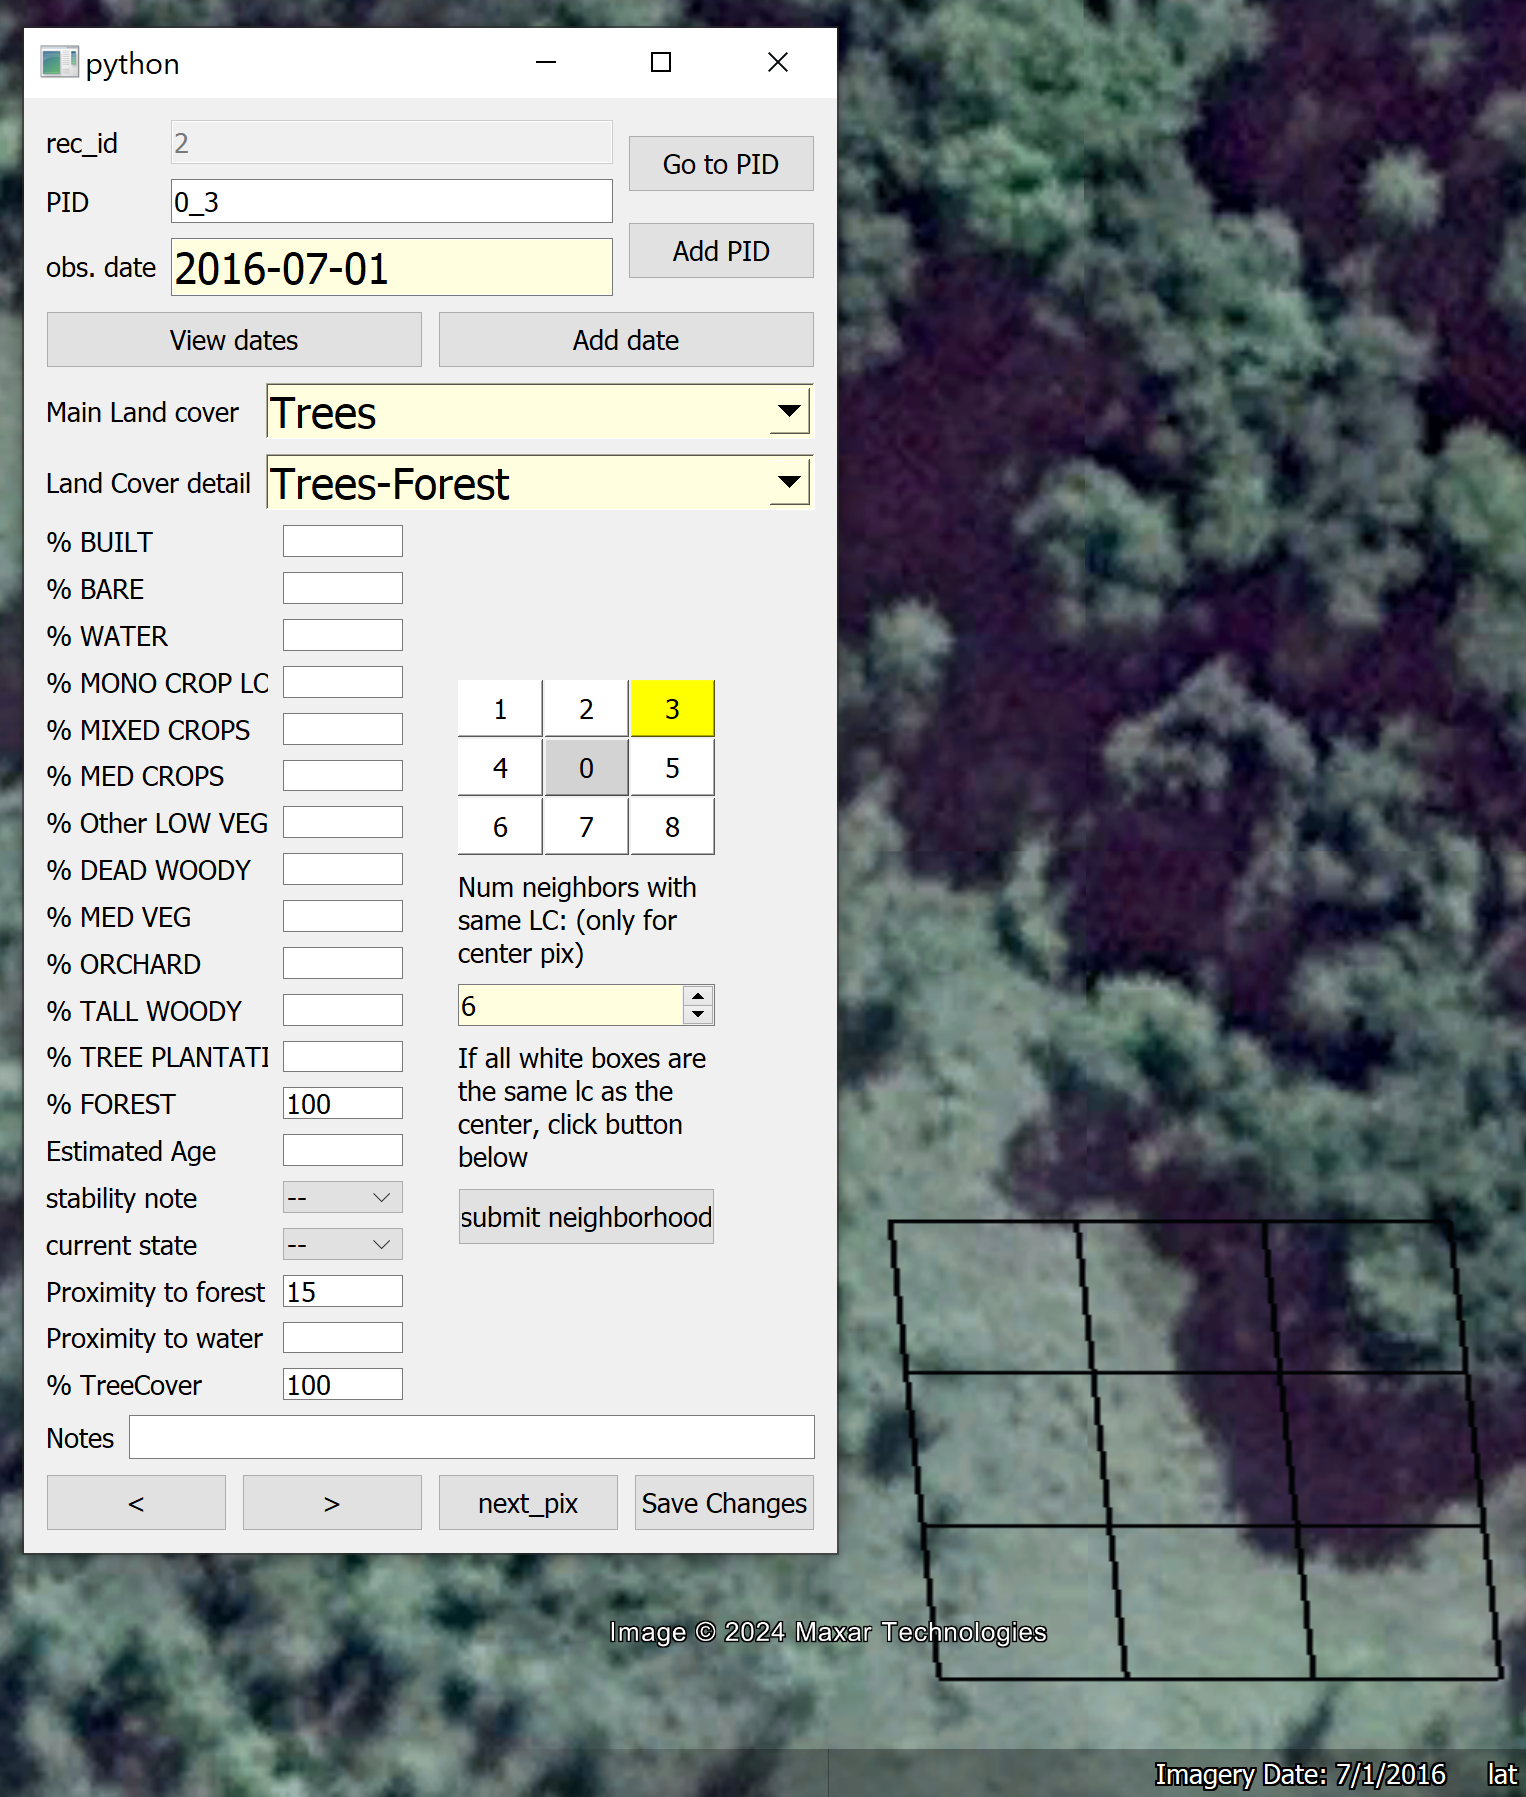 python
rec_id 2
Go to PID
PID 0_3
Add PID
obs. date 2016-07-01
View dates Add date
Main Land cover Trees
Land Cover detail Trees-Forest
% BUILT
% BARE
% WATER
% MONO CROP LO
% MIXED CROPS
% MED CROPS
% Other LOW VEG
% DEAD WOODY
% MED VEG
% ORCHARD
% TALL WOODY
% TREE PLANTATI
% FOREST 100
Estimated Age
stability note --
current state --
Proximity to forest 15
Proximity to water
% TreeCover 100
1 2 3
4 0 5
6 7 8
Num neighbors with
same LC: (only for
center pix)
6
If all white boxes are
the same lc as the
center, click button
below
submit neighborhood
Notes
< > next_pix Save Changes
Image © 2024 Maxar Technologies
Imagery Date: 7/1/2016 lat